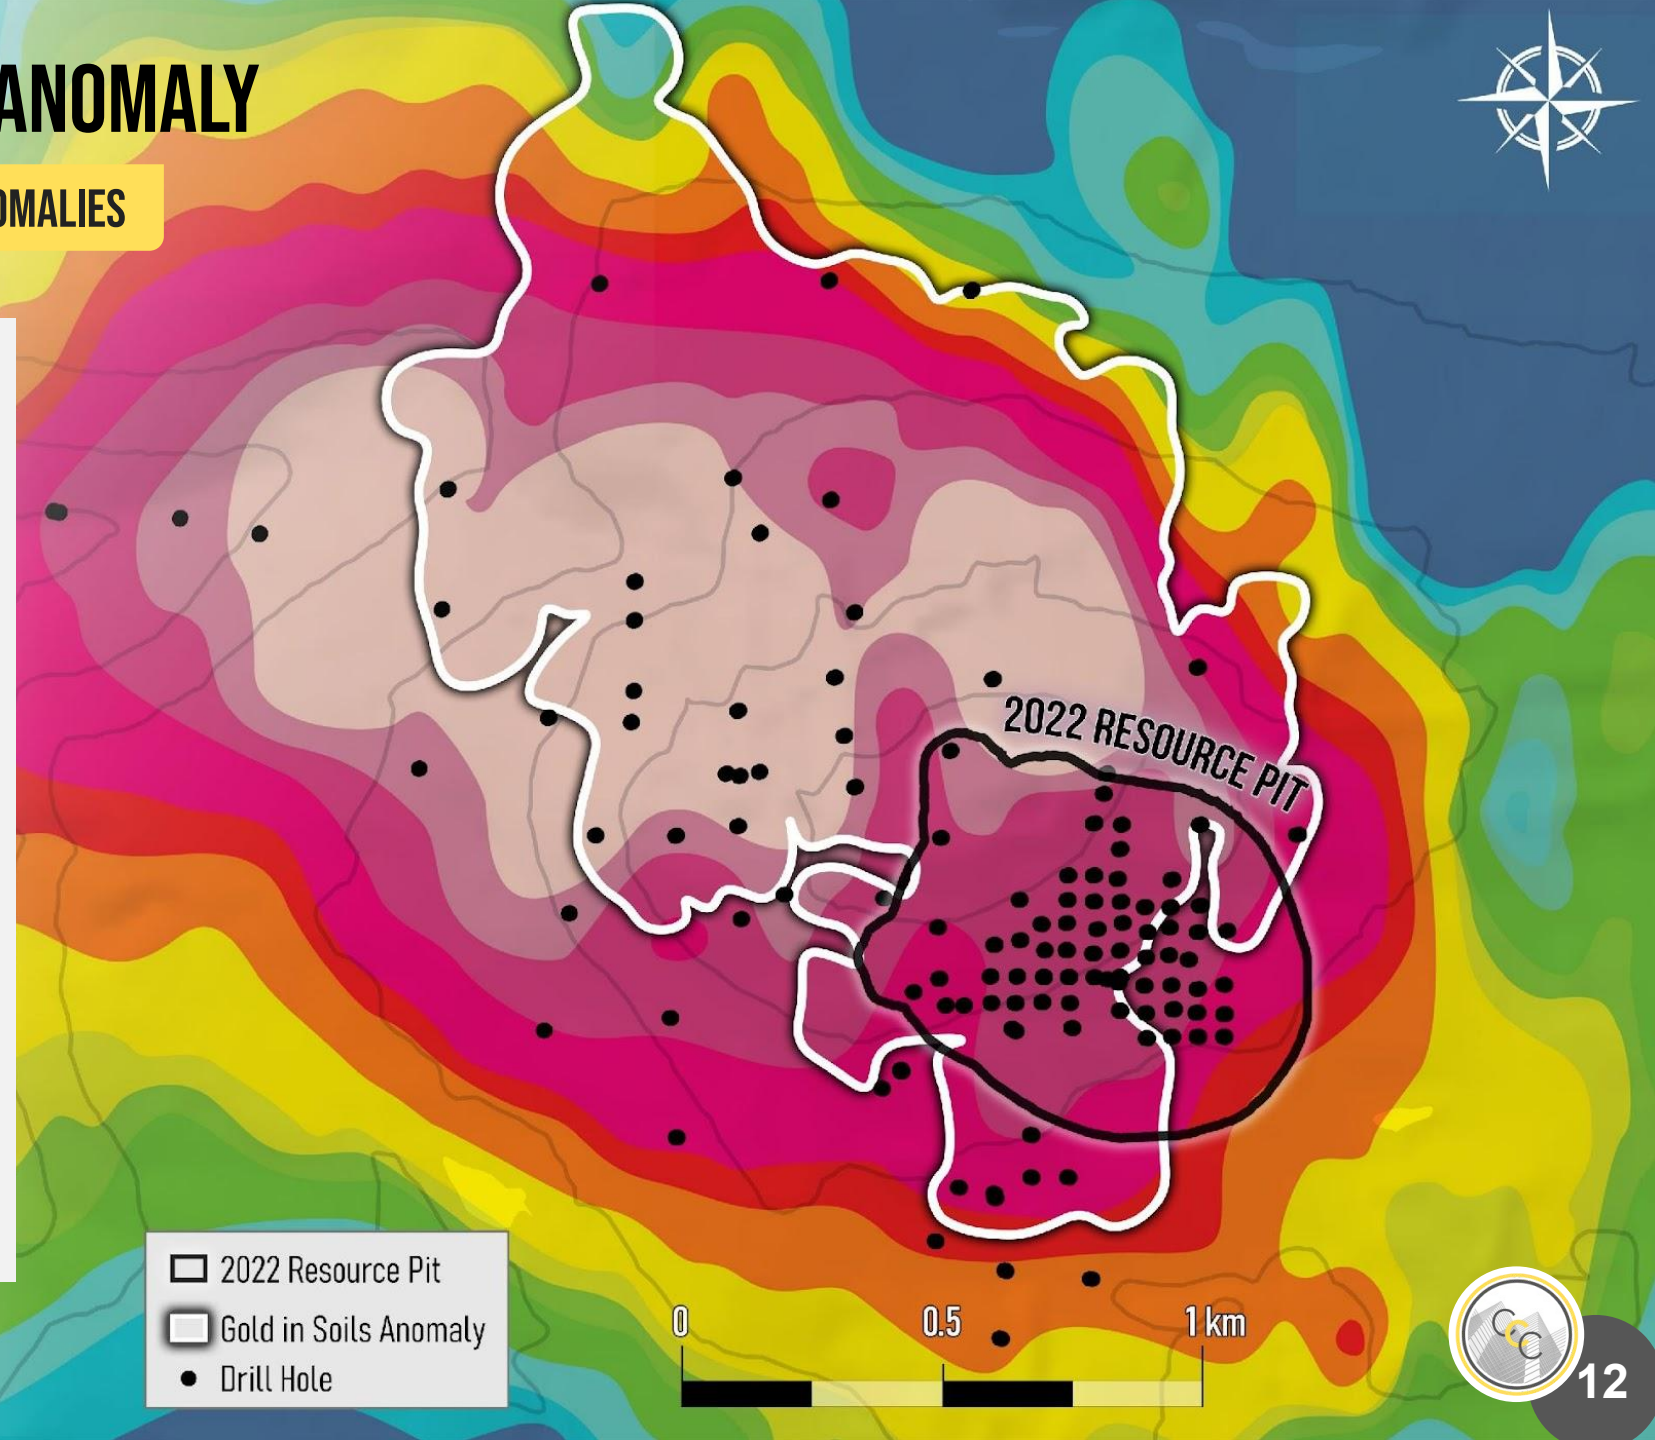 ANOMALY
OMALIES
2022 RESOURCE PIT
2022 Resource Pit
Gold in Soils Anomaly
Drill Hole
0 0.5 1 km
CCC
12